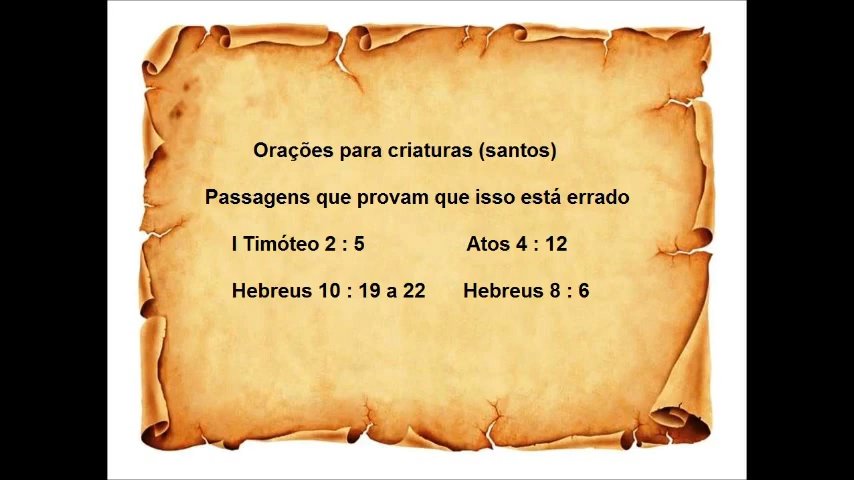 Orações para criaturas (santos)
Passagens que provam que isso está errado
I Timóteo 2 : 5 Atos 4 : 12
Hebreus 10 : 19 a 22 Hebreus 8 : 6